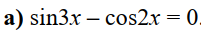 a) sin3x – cos2x = 0.